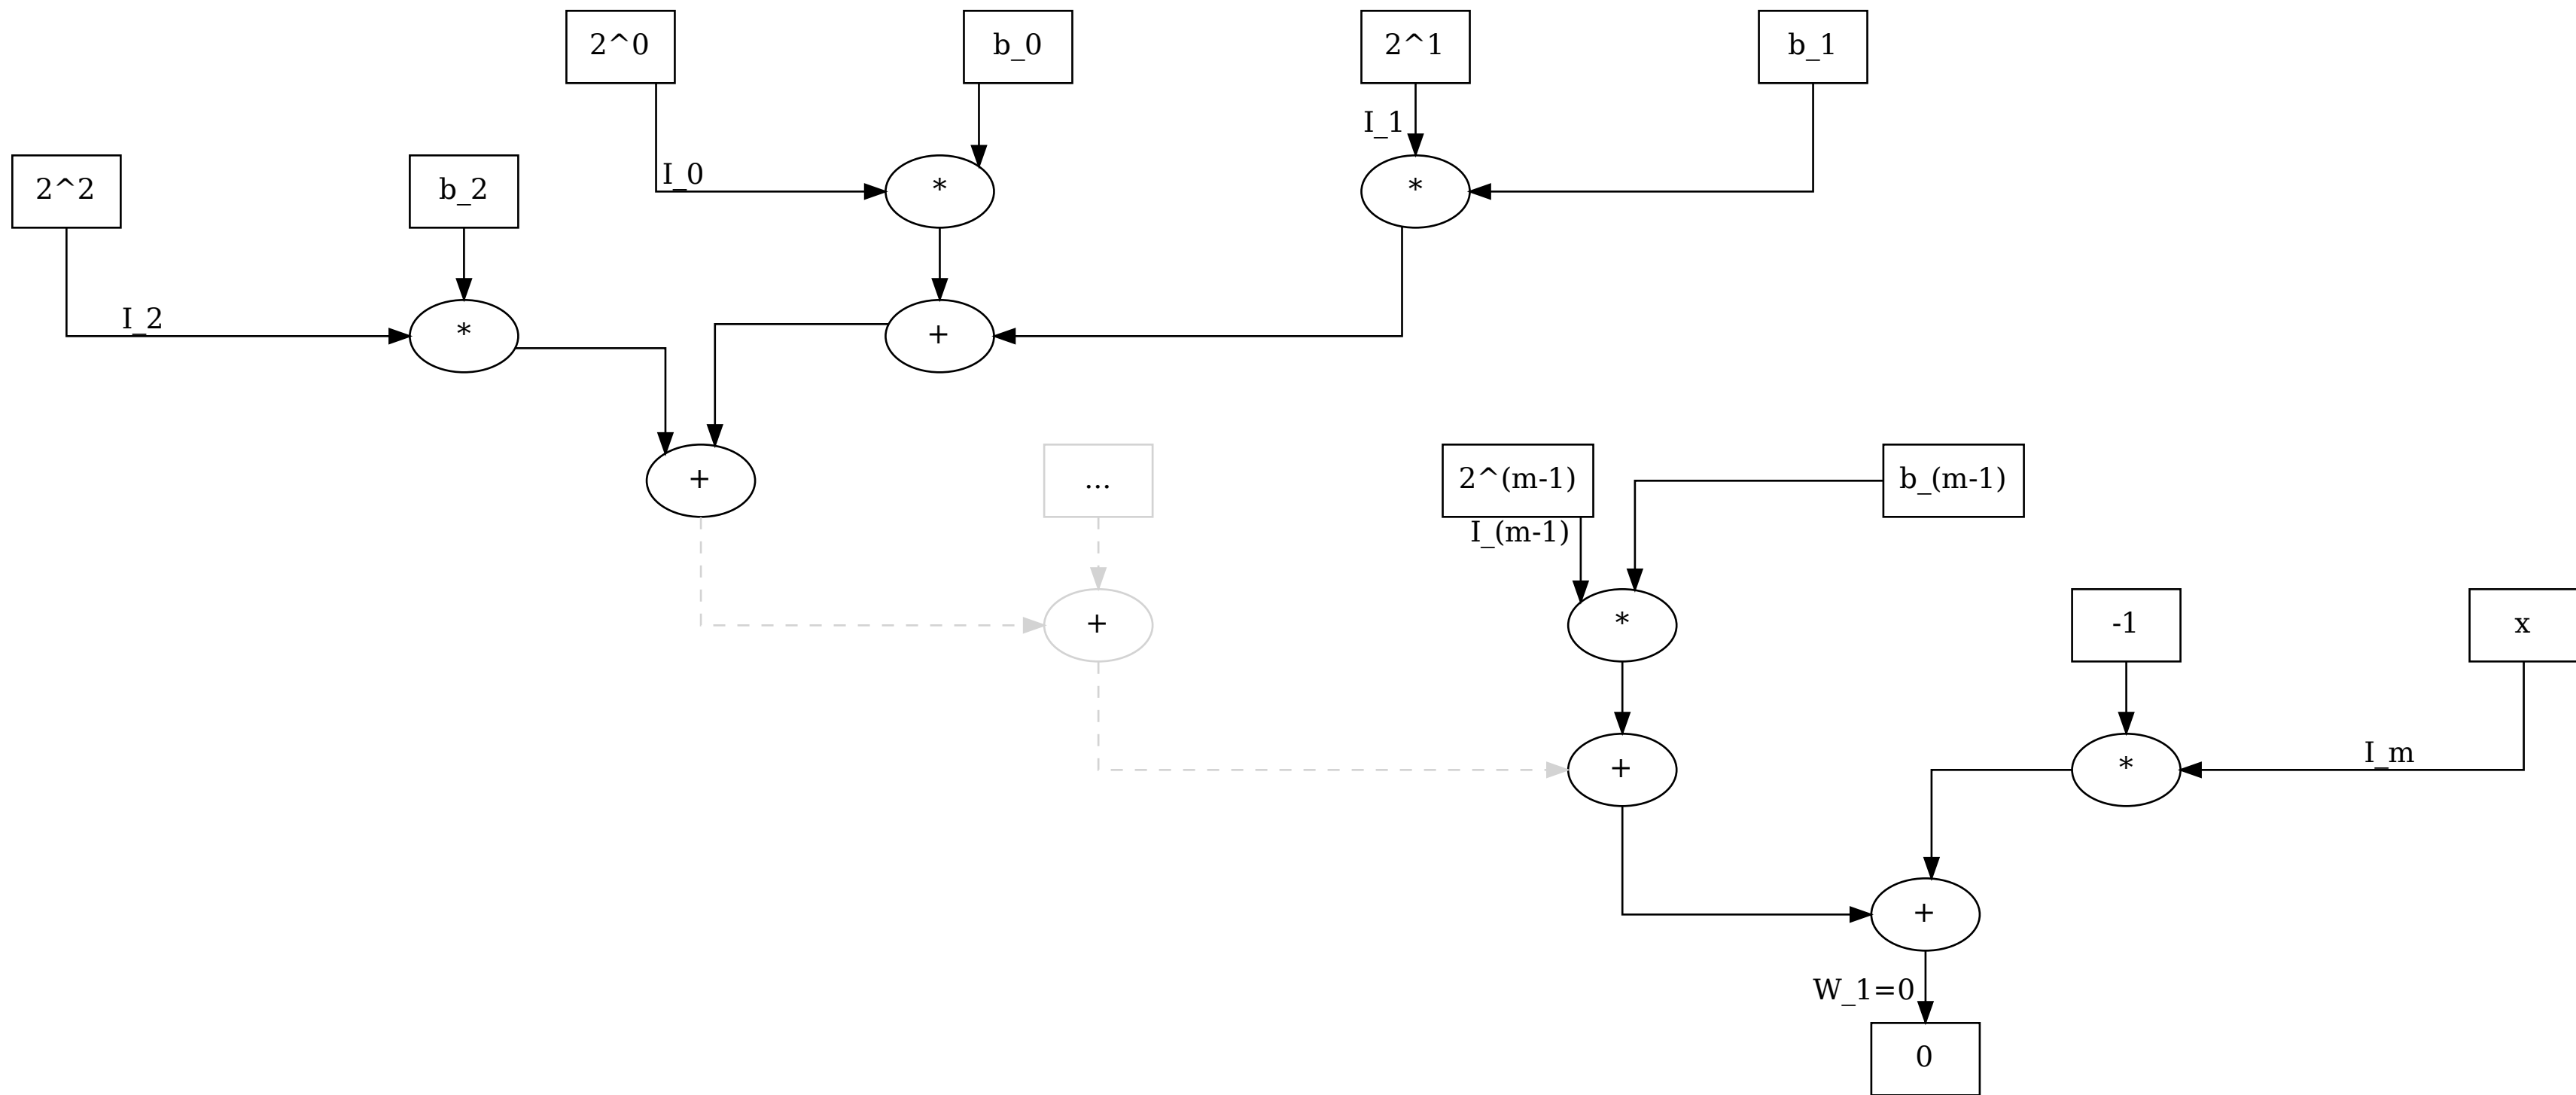 2^0
b_0
2^1
b_1
I_1
2^2
b_2
I_0
*
*
I_2
*
+
+
...
2^(m-1)
b_(m-1)
I_(m-1)
+
*
-1
x
+
*
I_m
+
W_1=0
0